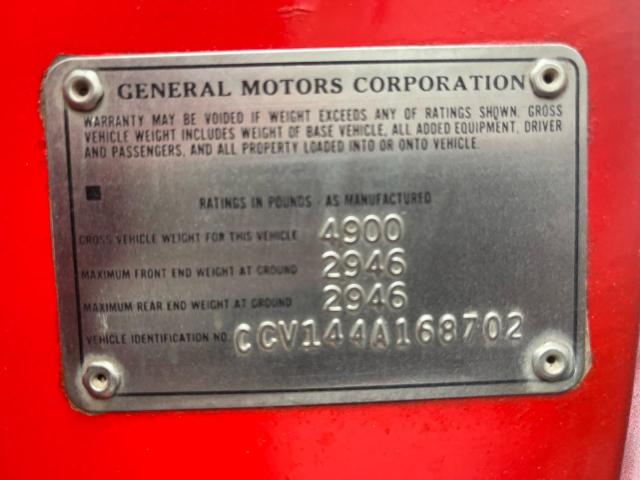 GENERAL MOTORS CORPORATION
WARRANTY MAY BE VOIDED IF WEIGHT EXCEEDS ANY OF RATINGS SHOWN. GROSS
VEHICLE WEIGHT INCLUDES WEIGHT OF BASE VEHICLE, ALL ADDED EQUIPMENT, DRIVER
AND PASSENGERS, AND ALL PROPERTY LOADED INTO OR ONTO VEHICLE.
RATINGS IN POUNDS - AS MANUFACTURED
GROSS VEHICLE WEIGHT FOR THIS VEHICLE 4900
MAXIMUM FRONT END WEIGHT AT GROUND 2946
MAXIMUM REAR END WEIGHT AT GROUND 2946
VEHICLE IDENTIFICATION NO. CCV144A168702